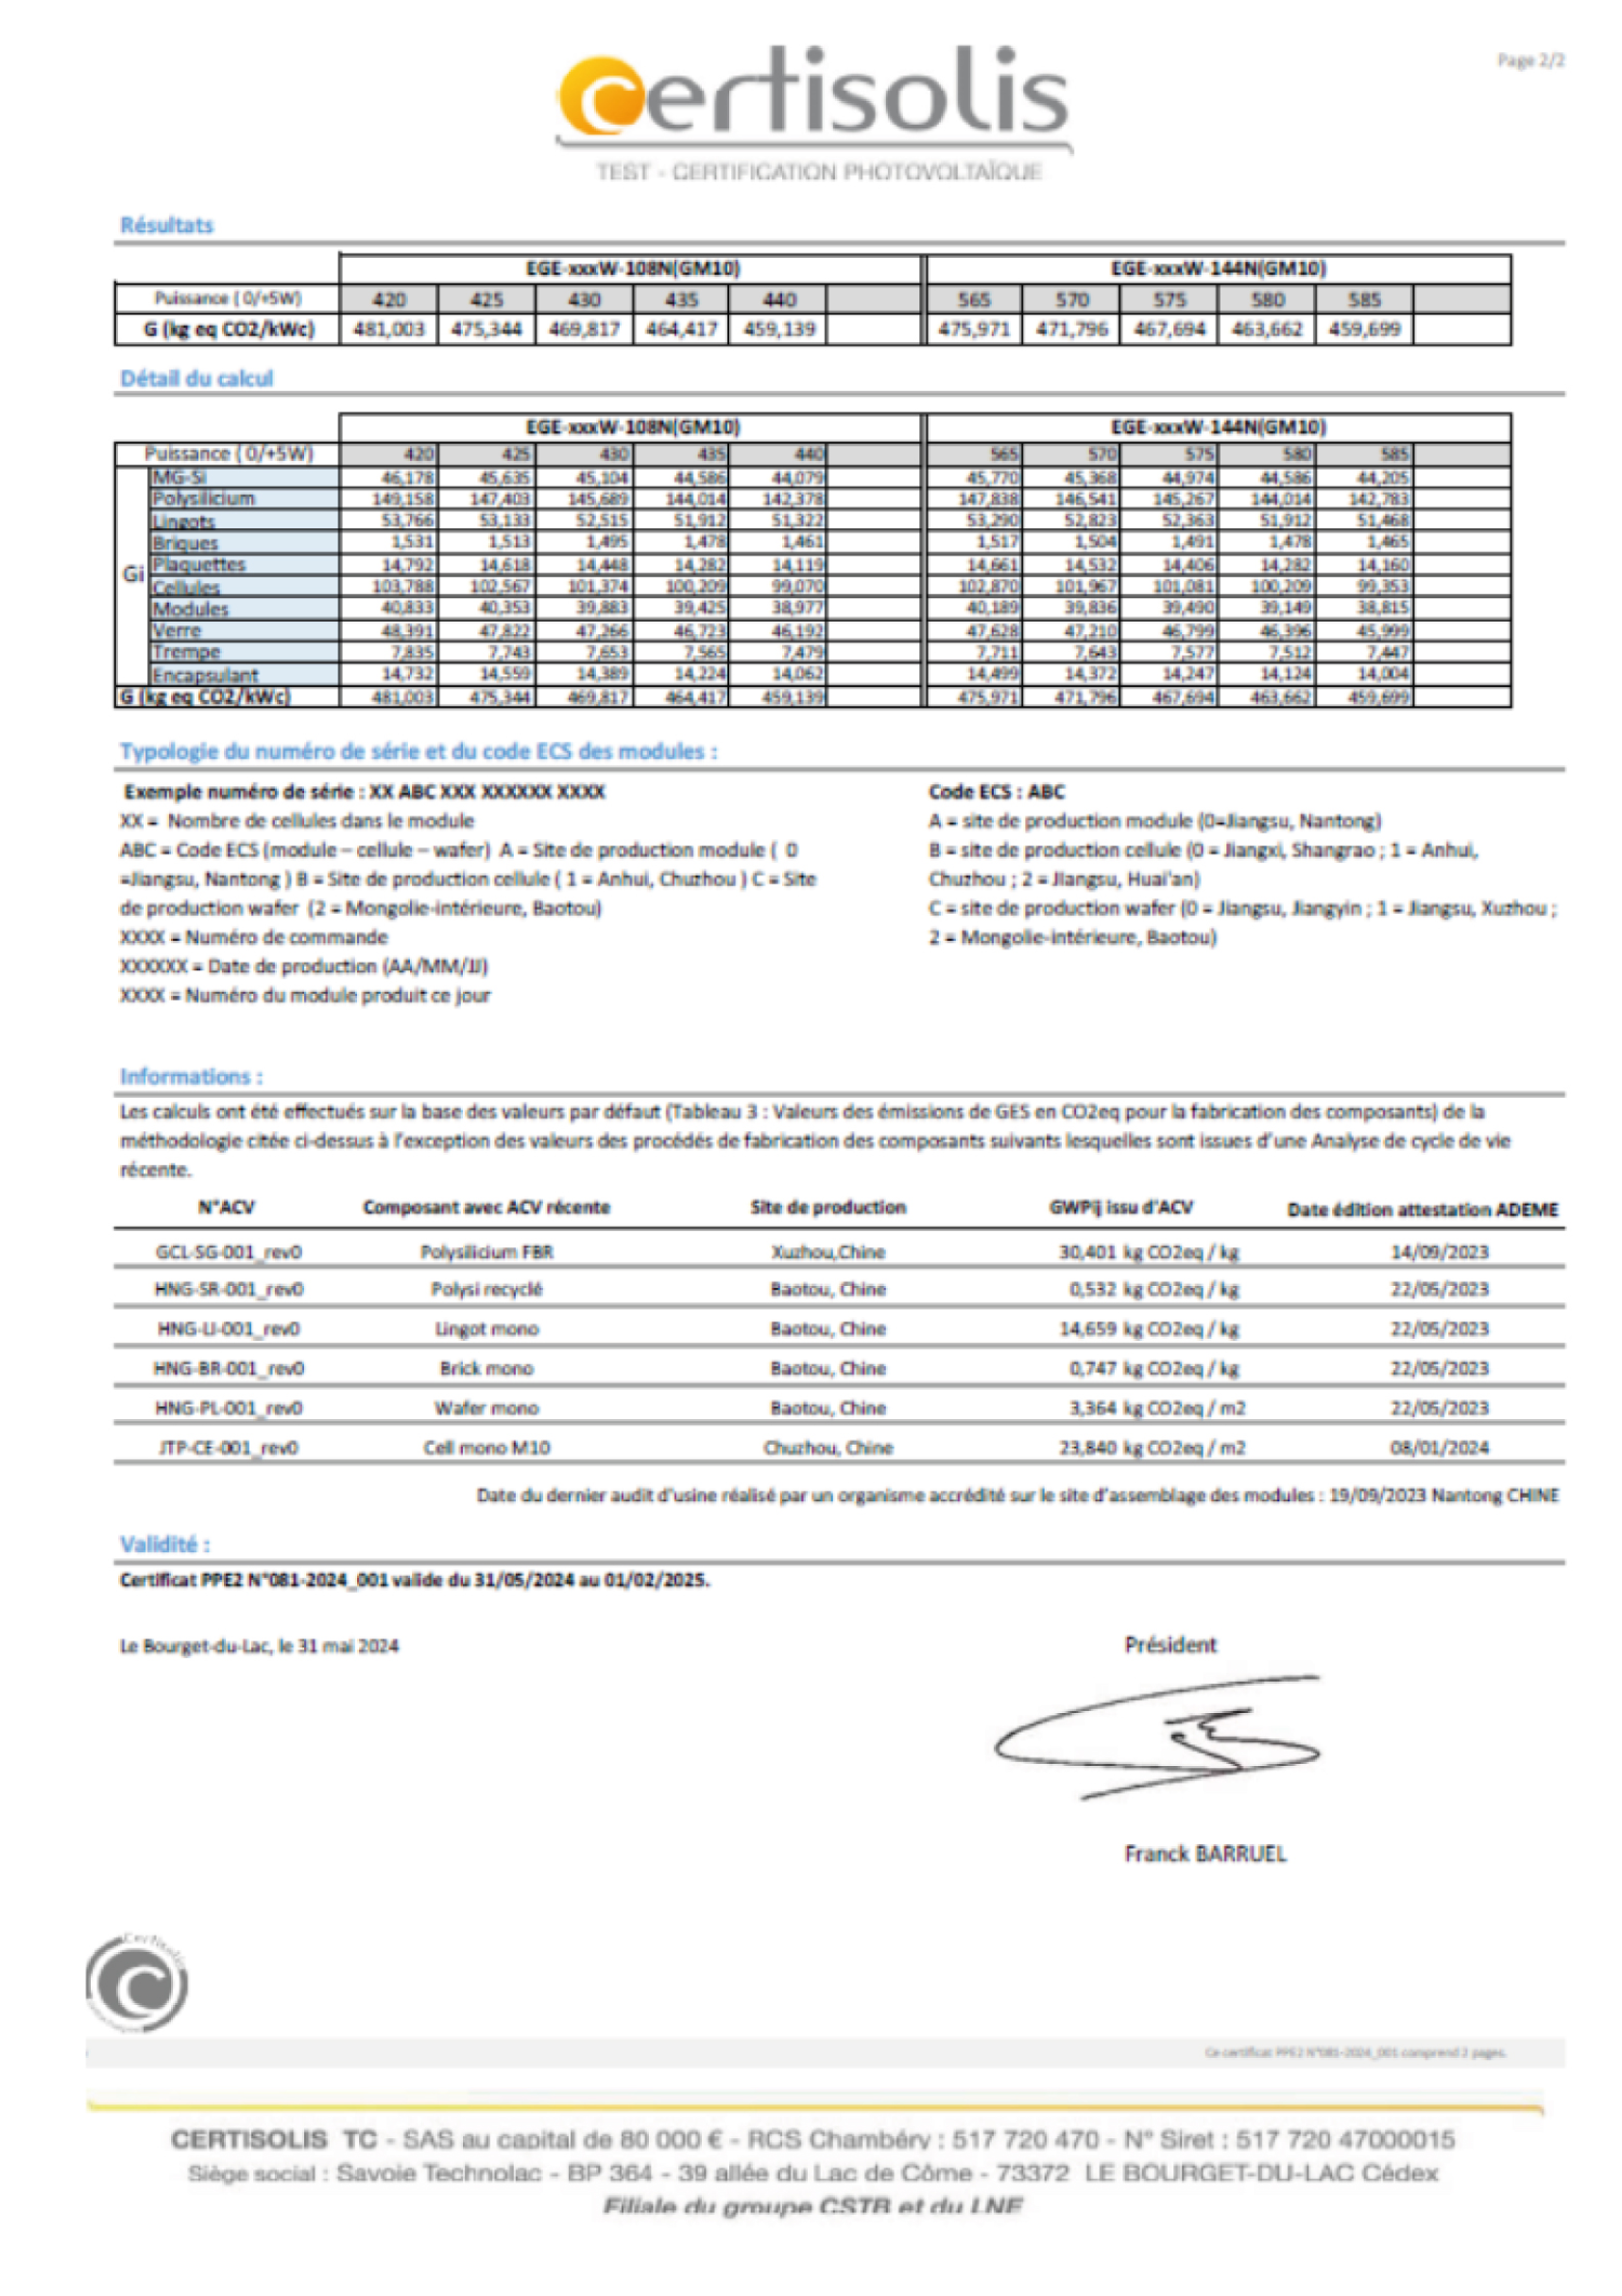 Page 2/2
certisolis
TEST - CERTIFICATION PHOTOVOLTAÏQUE
Résultats
EGE-xxxW-108N(GM10) EGE-xxxW-144N(GM10)
Puissance ( 0/+5W) 420 425 430 435 440 565 570 575 580 585
G (kg eq CO2/kWc) 481,003 475,344 469,817 464,417 459,139 475,971 471,796 467,694 463,662 459,699
Détail du calcul
EGE-xxxW-108N(GM10) EGE-xxxW-144N(GM10)
Puissance ( 0/+5W) 420 425 430 435 440 565 570 575 580 585
Gi
MG-Si 46,178 45,635 45,104 44,586 44,079 45,770 45,368 44,974 44,586 44,205
Polysilicium 149,158 147,403 145,689 144,014 142,378 147,838 146,541 145,267 144,014 142,783
Lingots 53,766 53,133 52,515 51,912 51,322 53,290 52,823 52,363 51,912 51,468
Briques 1,531 1,513 1,495 1,478 1,461 1,517 1,504 1,491 1,478 1,465
Plaquettes 14,792 14,618 14,448 14,282 14,119 14,661 14,532 14,406 14,282 14,160
Cellules 103,788 102,567 101,374 100,209 99,070 102,870 101,967 101,081 100,209 99,353
Modules 40,833 40,353 39,883 39,425 38,977 40,189 39,836 39,490 39,149 38,815
Verre 48,391 47,822 47,266 46,723 46,192 47,628 47,210 46,799 46,396 45,999
Trempe 7,835 7,743 7,653 7,565 7,479 7,711 7,643 7,577 7,512 7,447
Encapsulant 14,732 14,559 14,389 14,224 14,062 14,499 14,372 14,247 14,124 14,004
G (kg eq CO2/kWc) 481,003 475,344 469,817 464,417 459,139 475,971 471,796 467,694 463,662 459,699
Typologie du numéro de série et du code ECS des modules :
Exemple numéro de série : XX ABC XXX XXXXXX XXXX
XX = Nombre de cellules dans le module
ABC = Code ECS (module – cellule – wafer) A = Site de production module ( 0
=Jiangsu, Nantong ) B = Site de production cellule ( 1 = Anhui, Chuzhou ) C = Site
de production wafer (2 = Mongolie-intérieure, Baotou)
XXXX = Numéro de commande
XXXXXX = Date de production (AA/MM/JJ)
XXXX = Numéro du module produit ce jour
Code ECS : ABC
A = site de production module (0=Jiangsu, Nantong)
B = site de production cellule (0 = Jiangxi, Shangrao ; 1 = Anhui,
Chuzhou ; 2 = Jiangsu, Huai'an)
C = site de production wafer (0 = Jiangsu, Jiangyin ; 1 = Jiangsu, Xuzhou ;
2 = Mongolie-intérieure, Baotou)
Informations :
Les calculs ont été effectués sur la base des valeurs par défaut (Tableau 3 : Valeurs des émissions de GES en CO2eq pour la fabrication des composants) de la
méthodologie citée ci-dessus à l'exception des valeurs des procédés de fabrication des composants suivants lesquelles sont issues d'une Analyse de cycle de vie
récente.
N°ACV Composant avec ACV récente Site de production GWPij issu d'ACV Date édition attestation ADEME
GCL-SG-001_rev0 Polysilicium FBR Xuzhou,Chine 30,401 kg CO2eq / kg 14/09/2023
HNG-SR-001_rev0 Polysi recyclé Baotou, Chine 0,532 kg CO2eq / kg 22/05/2023
HNG-LI-001_rev0 Lingot mono Baotou, Chine 14,659 kg CO2eq / kg 22/05/2023
HNG-BR-001_rev0 Brick mono Baotou, Chine 0,747 kg CO2eq / kg 22/05/2023
HNG-PL-001_rev0 Wafer mono Baotou, Chine 3,364 kg CO2eq / m2 22/05/2023
JTP-CE-001_rev0 Cell mono M10 Chuzhou, Chine 23,840 kg CO2eq / m2 08/01/2024
Date du dernier audit d'usine réalisé par un organisme accrédité sur le site d'assemblage des modules : 19/09/2023 Nantong CHINE
Validité :
Certificat PPE2 N°081-2024_001 valide du 31/05/2024 au 01/02/2025.
Le Bourget-du-Lac, le 31 mai 2024
Président
Franck BARRUEL
Certisolis
Ce certificat PPE2 N°081-2024_001 comprend 2 pages.
CERTISOLIS TC - SAS au capital de 80 000 € - RCS Chambéry : 517 720 470 - N° Siret : 517 720 47000015
Siège social : Savoie Technolac - BP 364 - 39 allée du Lac de Côme - 73372 LE BOURGET-DU-LAC Cédex
Filiale du groupe CSTB et du LNE